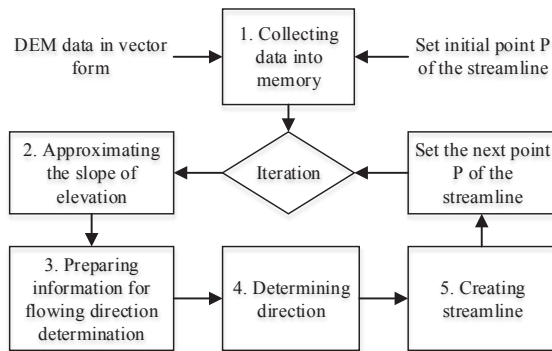 DEM data in vector
form
1. Collecting
data into
memory
Set initial point P
of the streamline
2. Approximating
the slope of
elevation
Iteration
Set the next point
P of the
streamline
3. Preparing
information for
flowing direction
determination
4. Determining
direction
5. Creating
streamline